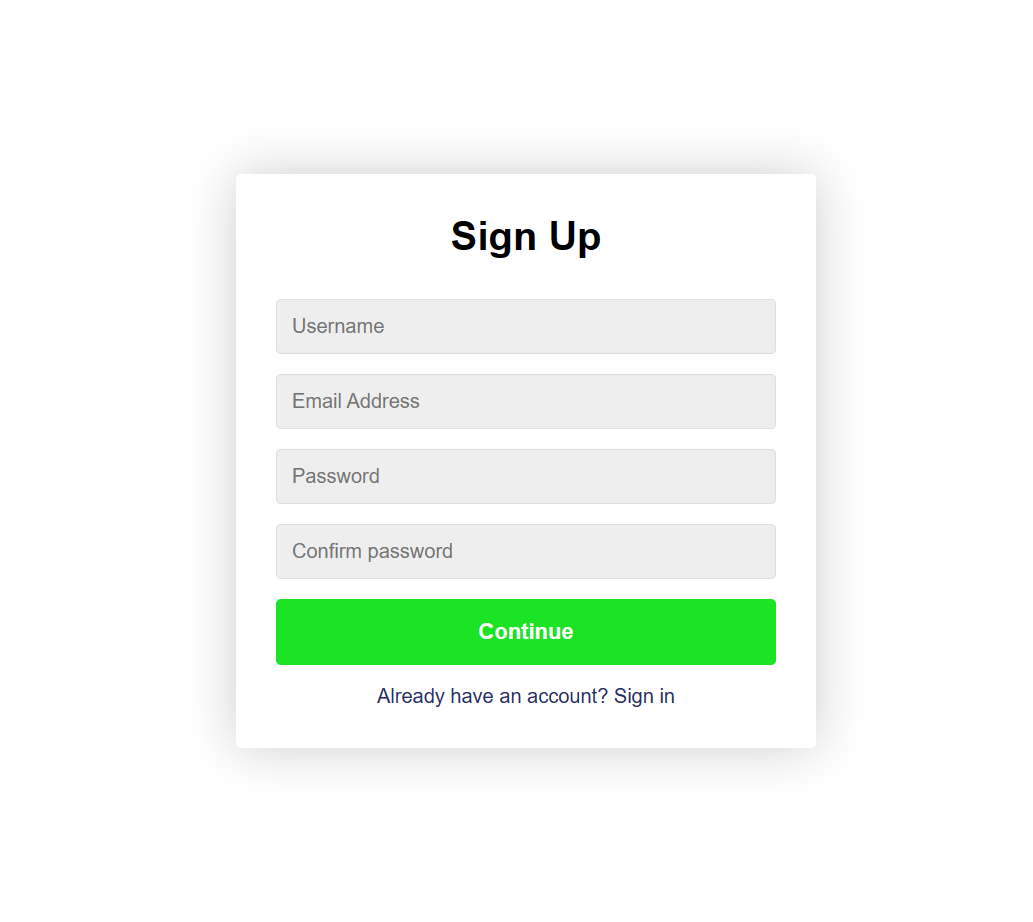 Sign Up
Username
Email Address
Password
Confirm password
Continue
Already have an account? Sign in